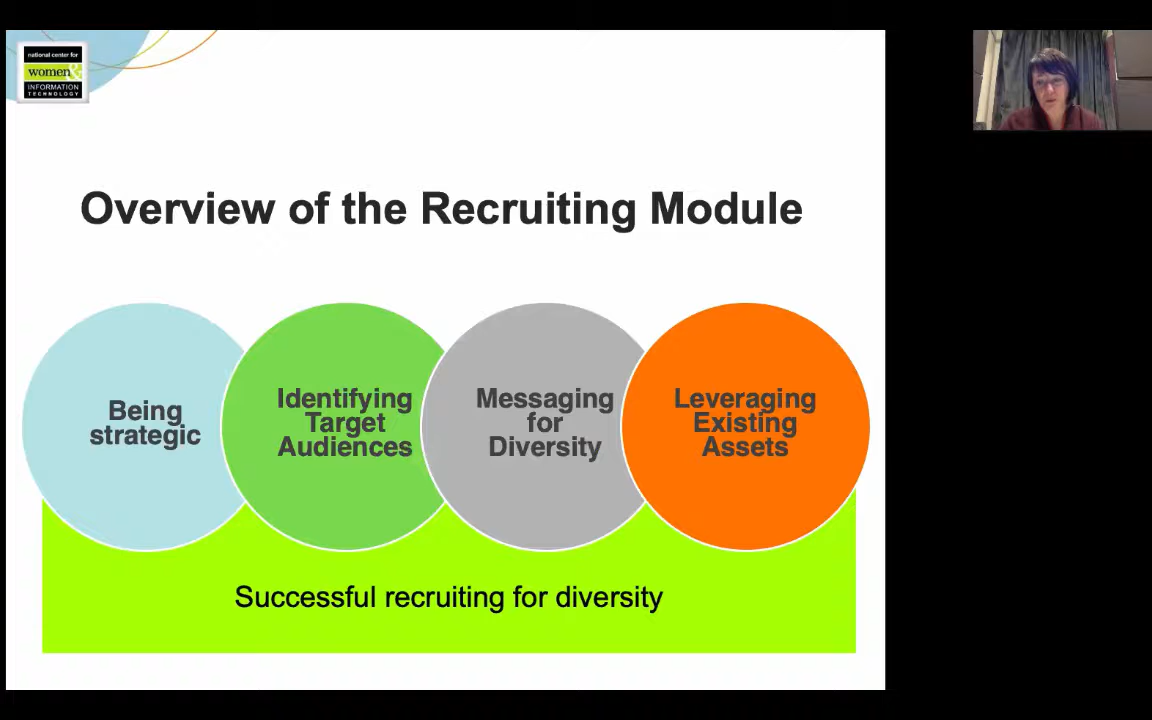 national center for
women&
INFORMATION
TECHNOLOGY
Overview of the Recruiting Module
Being
strategic
Identifying
Target
Audiences
Messaging
for
Diversity
Leveraging
Existing
Assets
Successful recruiting for diversity